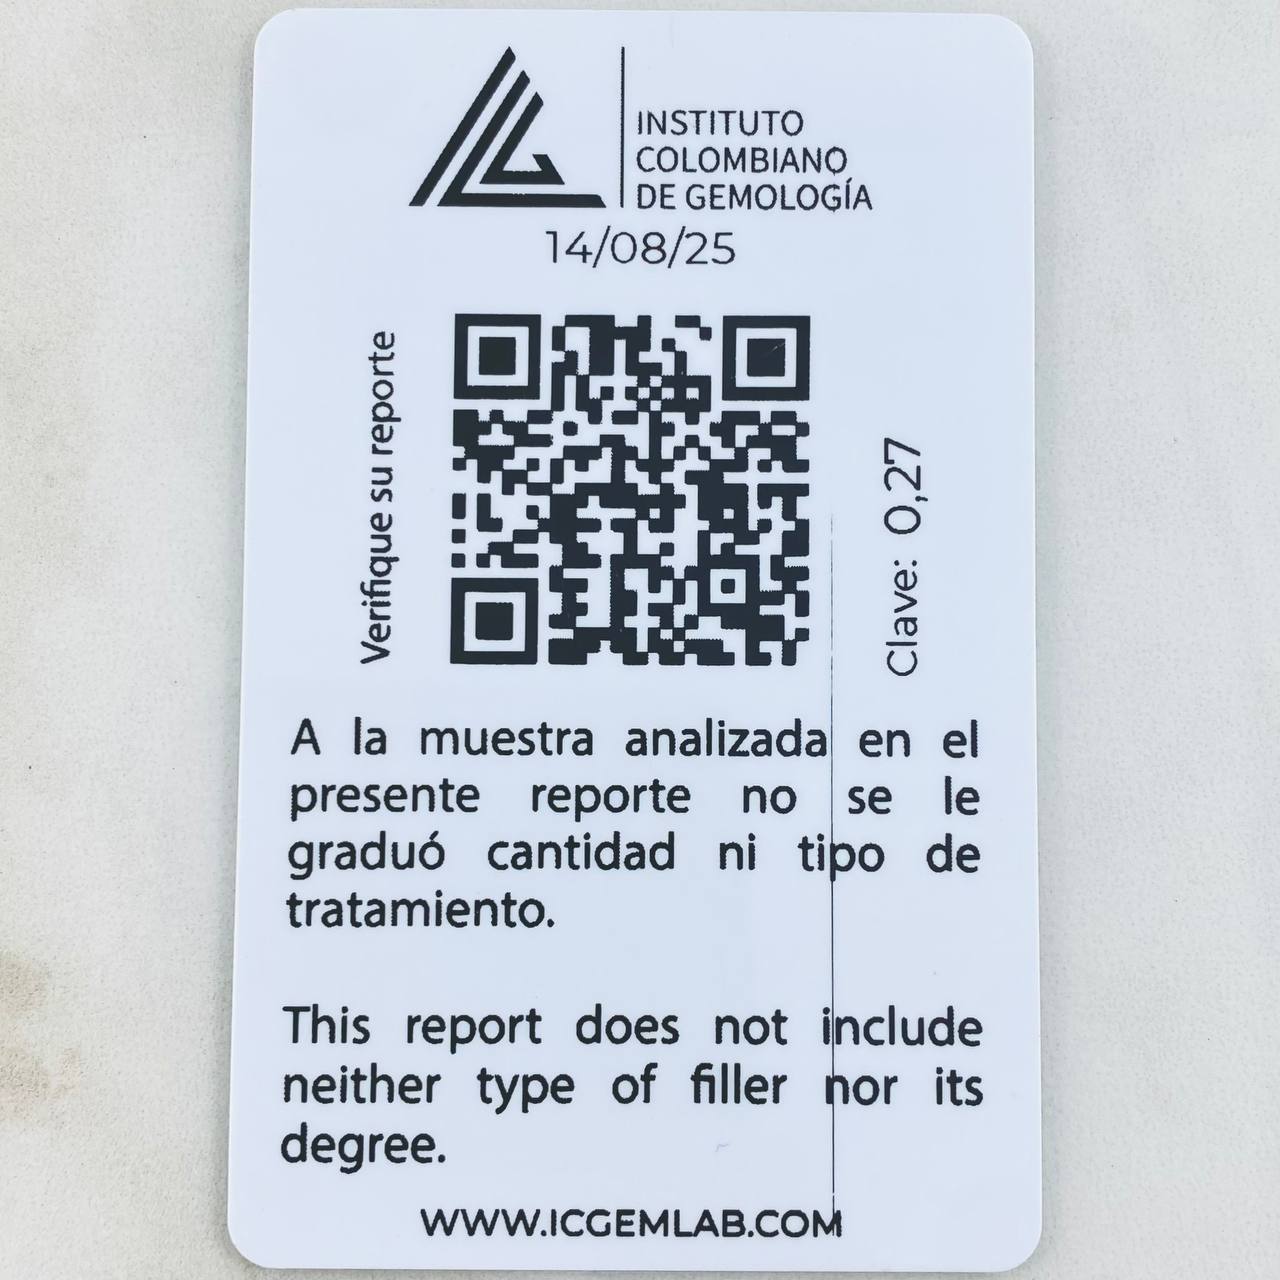 INSTITUTO
COLOMBIANO
DE GEMOLOGÍA
14/08/25
Verifique su reporte
Clave: 0,27
A la muestra analizada en el
presente reporte no se le
graduó cantidad ni tipo de
tratamiento.
This report does not include
neither type of filler nor its
degree.
WWW.ICGEMLAB.COM